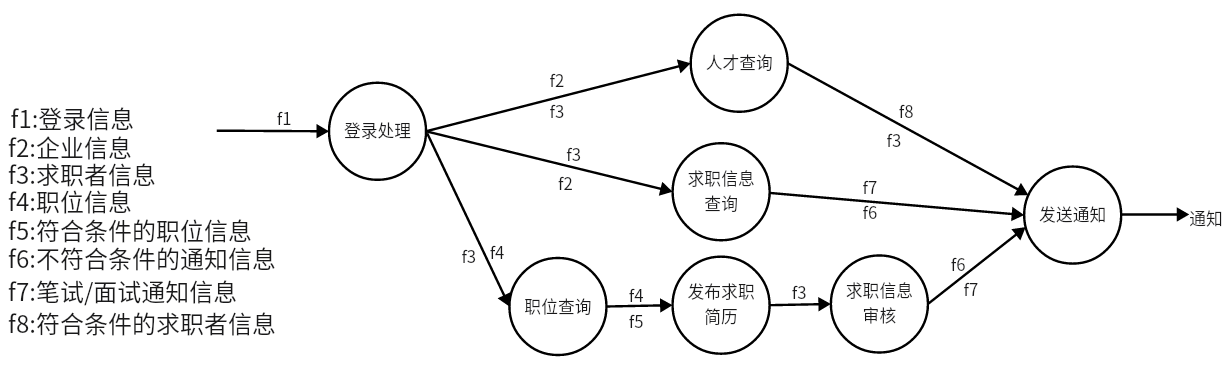 f1:登录信息
f2:企业信息
f3:求职者信息
f4:职位信息
f5:符合条件的职位信息
f6:不符合条件的通知信息
f7:笔试/面试通知信息
f8:符合条件的求职者信息
f1
登录处理
f2
f3
人才查询
f8
f3
f3
f2
求职信息
查询
f7
f6
f3
f4
职位查询
f4
f5
发布求职
简历
f3
求职信息
审核
f6
f7
发送通知
通知